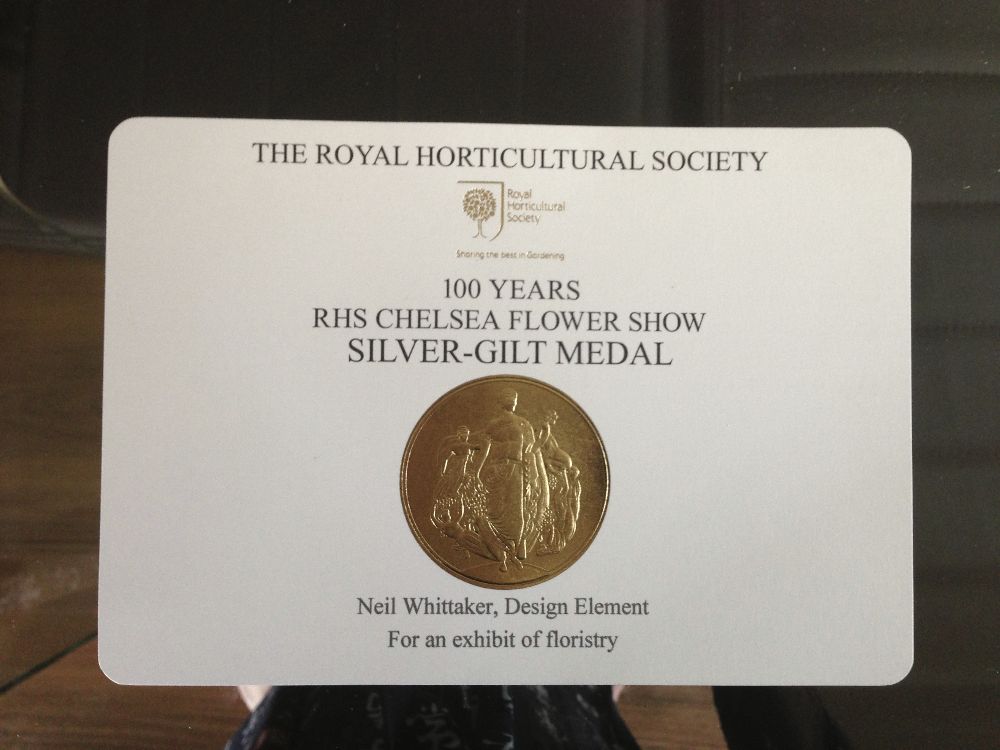 THE ROYAL HORTICULTURAL SOCIETY
Royal
Horticultural
Society
Sharing the best in Gardening
100 YEARS
RHS CHELSEA FLOWER SHOW
SILVER-GILT MEDAL
Neil Whittaker, Design Element
For an exhibit of floristry